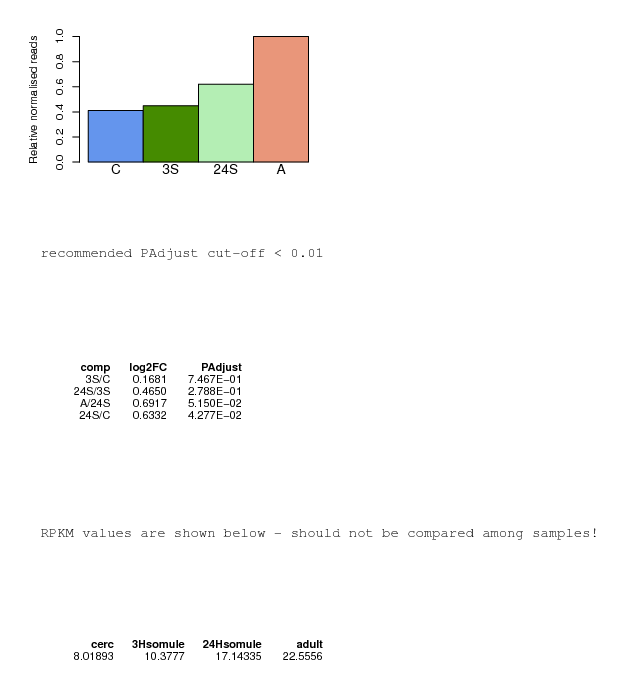 Relative normalised reads
1.0
0.8
0.6
0.4
0.2
0.0
C 3S 24S A
recommended PAdjust cut-off < 0.01
comp log2FC PAdjust
3S/C 0.1681 7.467E-01
24S/3S 0.4650 2.788E-01
A/24S 0.6917 5.150E-02
24S/C 0.6332 4.277E-02
RPKM values are shown below - should not be compared among samples!
cerc 3Hsomule 24Hsomule adult
8.01893 10.3777 17.14335 22.5556